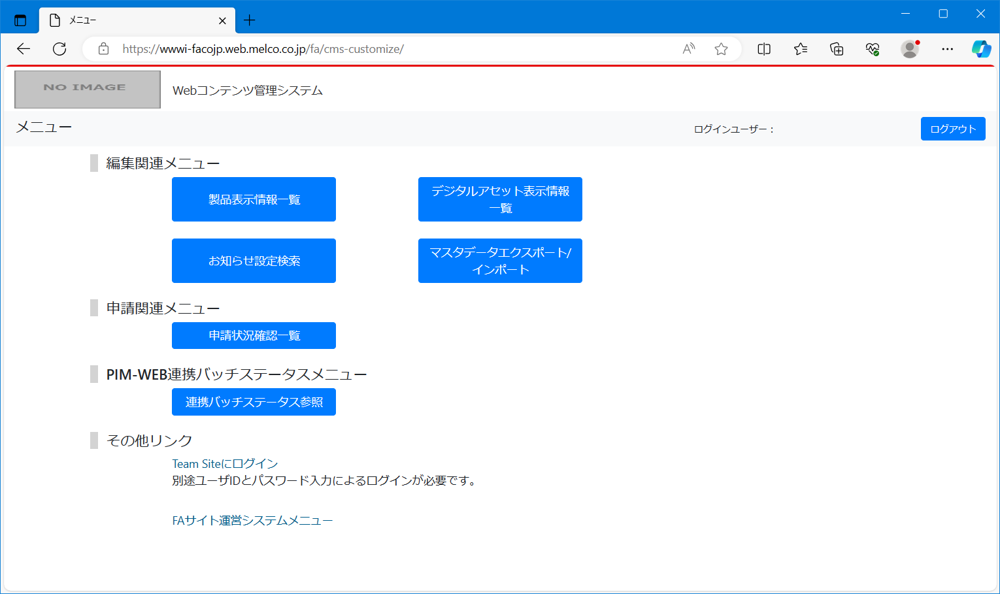 メニュー
https://wwwi-facojp.web.melco.co.jp/fa/cms-customize/
NO IMAGE
Webコンテンツ管理システム
メニュー
ログインユーザー：
ログアウト
編集関連メニュー
製品表示情報一覧
デジタルアセット表示情報
一覧
お知らせ設定検索
マスタデータエクスポート/
インポート
申請関連メニュー
申請状況確認一覧
PIM-WEB連携バッチステータスメニュー
連携バッチステータス参照
その他リンク
Team Siteにログイン
別途ユーザIDとパスワード入力によるログインが必要です。
FAサイト運営システムメニュー